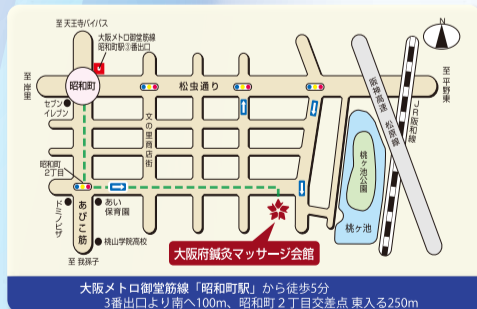 至 天王寺バイパス
大阪メトロ御堂筋線
昭和町駅③番出口
N
至 岸里
昭和町
松虫通り
至 平野東
セブン
イレブン
文の里商店街
阪神高速 松原線
JR阪和線
昭和町
2丁目
桃ヶ池公園
桃ヶ池
ドミノピザ
あびこ筋
あい
保育園
桃山学院高校
至 我孫子
大阪府鍼灸マッサージ会館
大阪メトロ御堂筋線「昭和町駅」から徒歩5分
3番出口より南へ100m、昭和町2丁目交差点 東入る250m